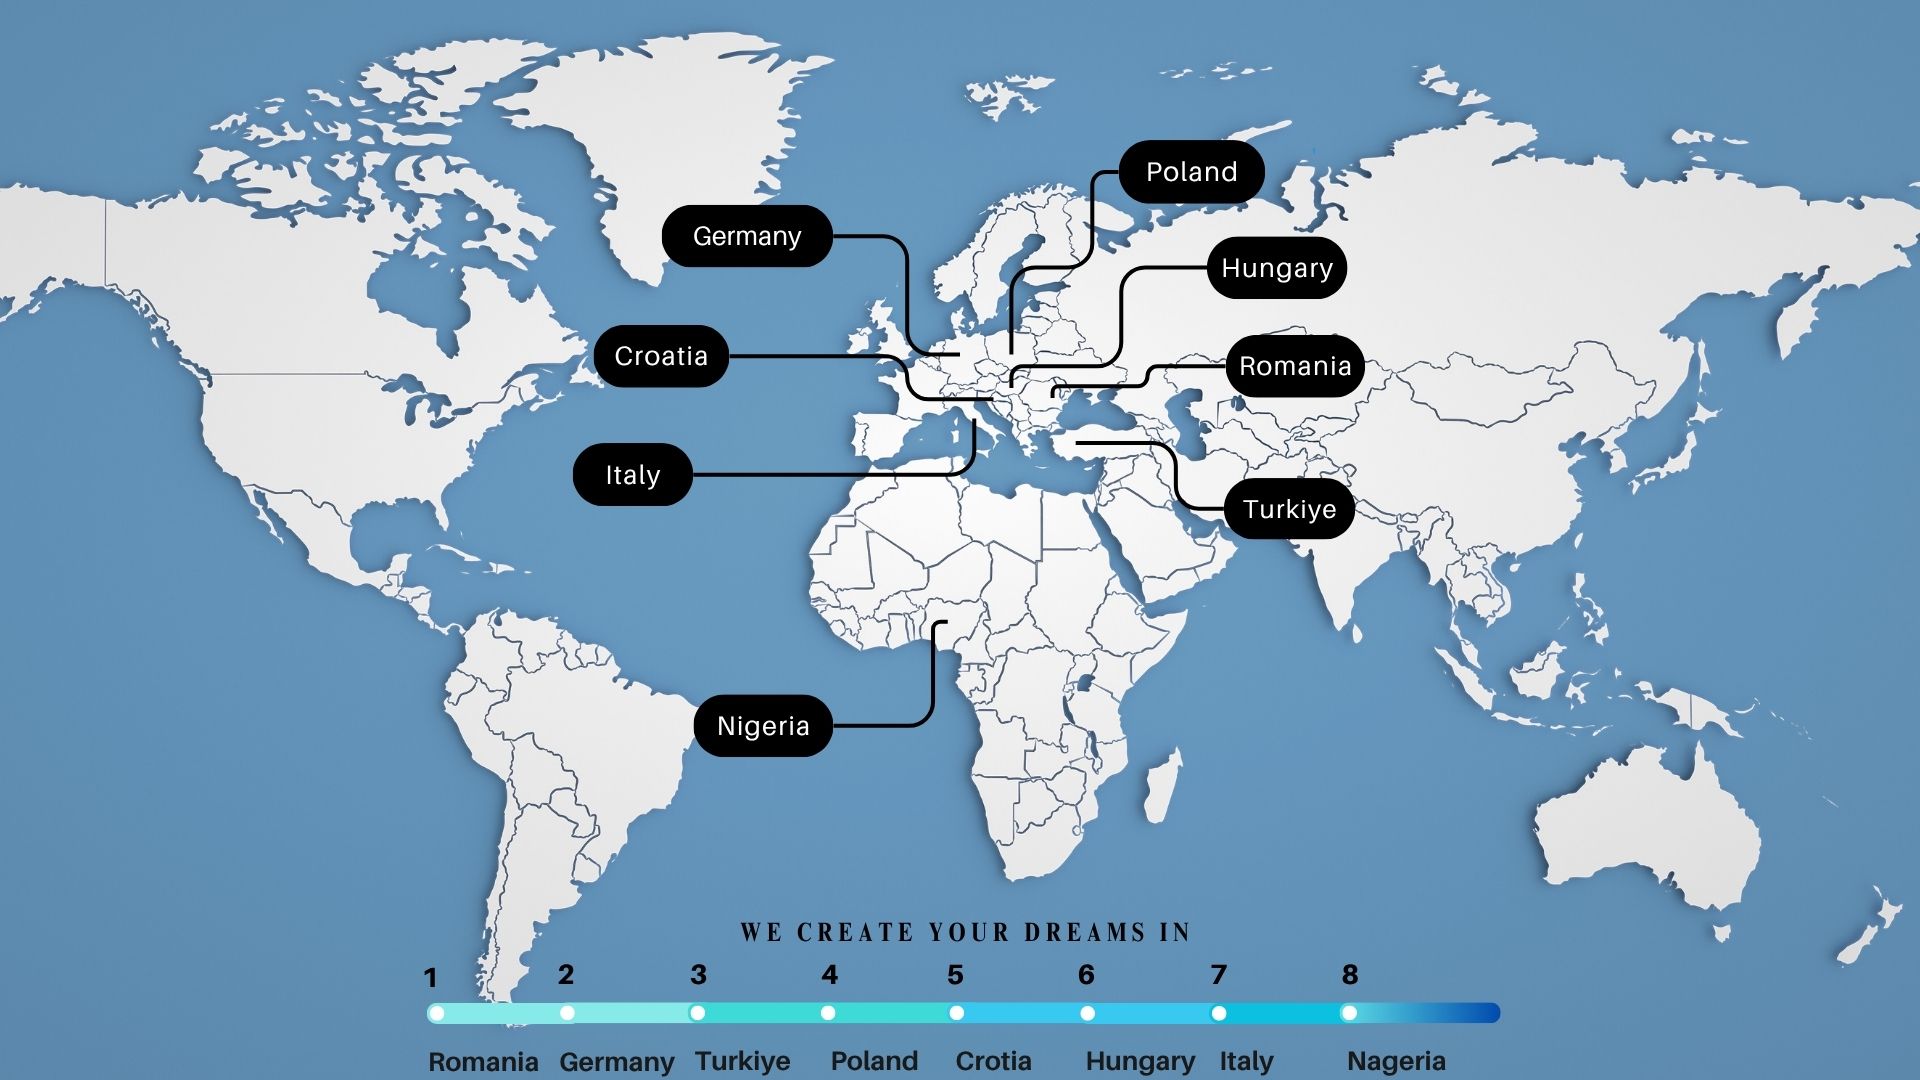 Poland
Germany
Hungary
Croatia
Romania
Italy
Turkiye
Nigeria
WE CREATE YOUR DREAMS IN
1 2 3 4 5 6 7 8
Romania Germany Turkiye Poland Crotia Hungary Italy Nageria